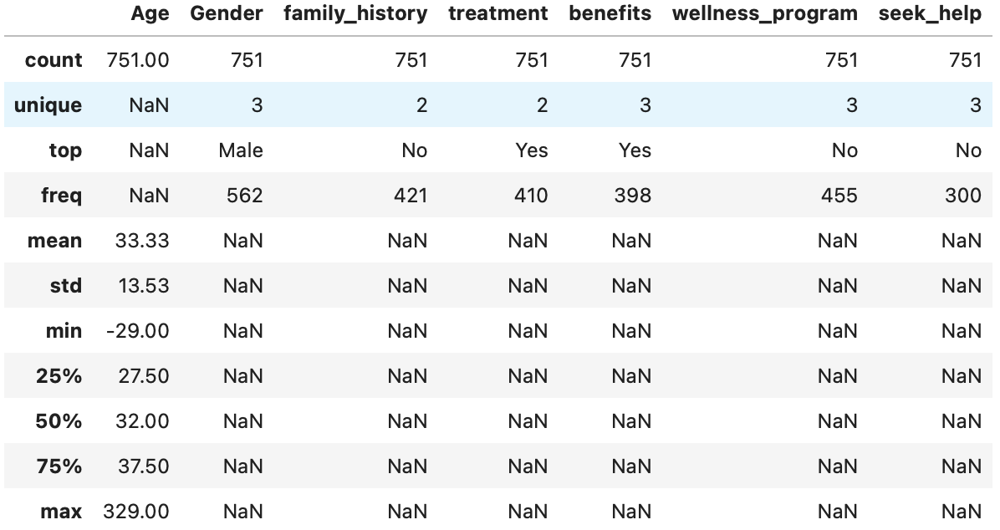 Age Gender family_history treatment benefits wellness_program seek_help
count 751.00 751 751 751 751 751 751
unique NaN 3 2 2 3 3 3
top NaN Male No Yes Yes No No
freq NaN 562 421 410 398 455 300
mean 33.33 NaN NaN NaN NaN NaN NaN
std 13.53 NaN NaN NaN NaN NaN NaN
min -29.00 NaN NaN NaN NaN NaN NaN
25% 27.50 NaN NaN NaN NaN NaN NaN
50% 32.00 NaN NaN NaN NaN NaN NaN
75% 37.50 NaN NaN NaN NaN NaN NaN
max 329.00 NaN NaN NaN NaN NaN NaN